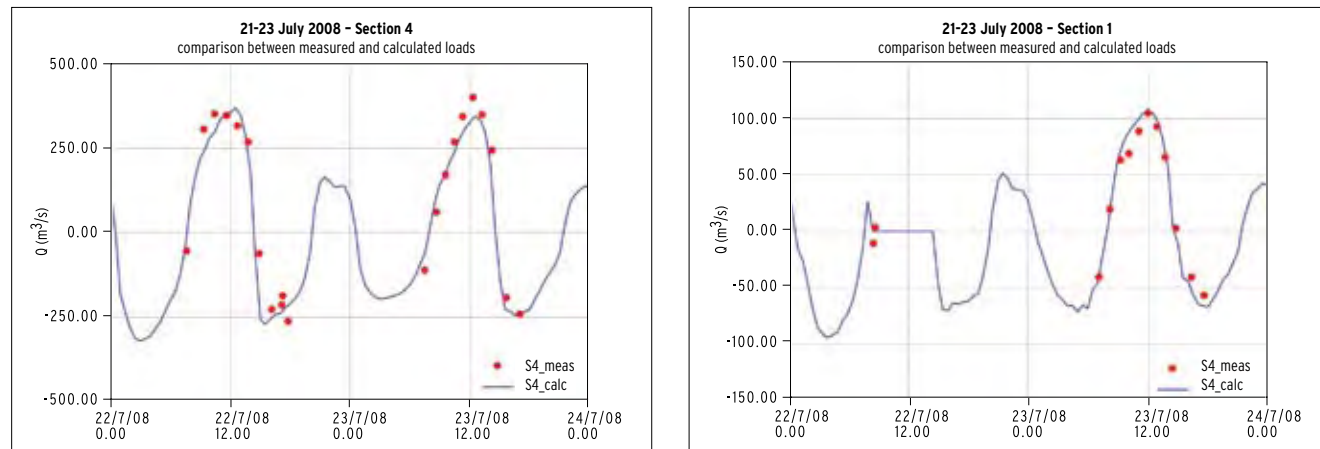 21-23 July 2008 – Section 4
comparison between measured and calculated loads
500.00
250.00
0.00
-250.00
-500.00
Q (m³/s)
S4_meas
S4_calc
22/7/08 22/7/08 23/7/08 23/7/08 24/7/08
0.00 12.00 0.00 12.00 0.00
21-23 July 2008 – Section 1
comparison between measured and calculated loads
150.00
100.00
50.00
0.00
-50.00
-100.00
-150.00
Q (m³/s)
S4_meas
S4_calc
22/7/08 22/7/08 23/7/08 23/7/08 24/7/08
0.00 12.00 0.00 12.00 0.00